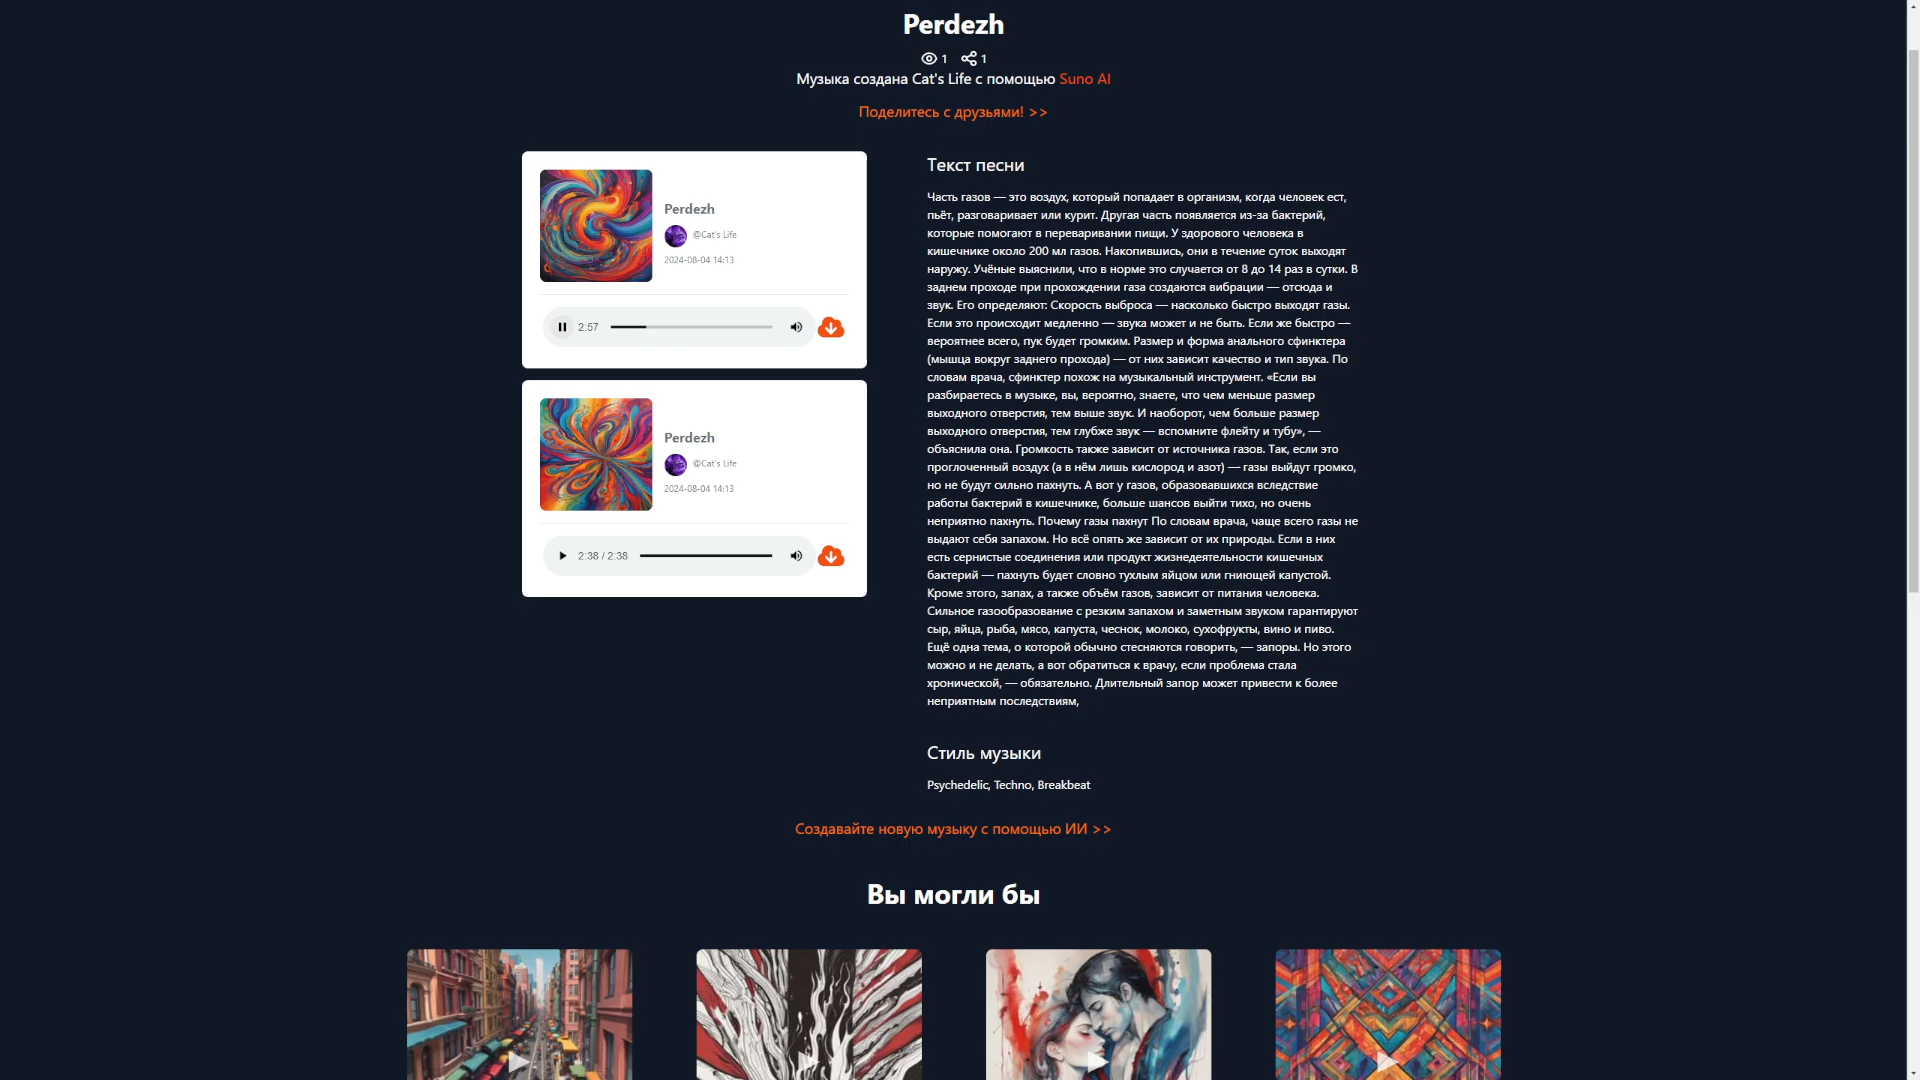 Perdezh
1 1
Музыка создана Cat's Life с помощью Suno AI
Поделитесь с друзьями! >>
Perdezh
@Cat's Life
2024-08-04 14:13
2:57
Perdezh
@Cat's Life
2024-08-04 14:13
2:38 / 2:38
Текст песни
Часть газов — это воздух, который попадает в организм, когда человек ест,
пьёт, разговаривает или курит. Другая часть появляется из-за бактерий,
которые помогают в переваривании пищи. У здорового человека в
кишечнике около 200 мл газов. Накопившись, они в течение суток выходят
наружу. Учёные выяснили, что в норме это случается от 8 до 14 раз в сутки. В
заднем проходе при прохождении газа создаются вибрации — отсюда и
звук. Его определяют: Скорость выброса — насколько быстро выходят газы.
Если это происходит медленно — звука может и не быть. Если же быстро —
вероятнее всего, пук будет громким. Размер и форма анального сфинктера
(мышца вокруг заднего прохода) — от них зависит качество и тип звука. По
словам врача, сфинктер похож на музыкальный инструмент. «Если вы
разбираетесь в музыке, вы, вероятно, знаете, что чем меньше размер
выходного отверстия, тем выше звук. И наоборот, чем больше размер
выходного отверстия, тем глубже звук — вспомните флейту и тубу», —
объяснила она. Громкость также зависит от источника газов. Так, если это
проглоченный воздух (а в нём лишь кислород и азот) — газы выйдут громко,
но не будут сильно пахнуть. А вот у газов, образовавшихся вследствие
работы бактерий в кишечнике, больше шансов выйти тихо, но очень
неприятно пахнуть. Почему газы пахнут По словам врача, чаще всего газы не
выдают себя запахом. Но всё опять же зависит от их природы. Если в них
есть сернистые соединения или продукт жизнедеятельности кишечных
бактерий — пахнуть будет словно тухлым яйцом или гниющей капустой.
Кроме этого, запах, а также объём газов, зависит от питания человека.
Сильное газообразование с резким запахом и заметным звуком гарантируют
сыр, яйца, рыба, мясо, капуста, чеснок, молоко, сухофрукты, вино и пиво.
Ещё одна тема, о которой обычно стесняются говорить, — запоры. Но этого
можно и не делать, а вот обратиться к врачу, если проблема стала
хронической, — обязательно. Длительный запор может привести к более
неприятным последствиям,
Стиль музыки
Psychedelic, Techno, Breakbeat
Создавайте новую музыку с помощью ИИ >>
Вы могли бы